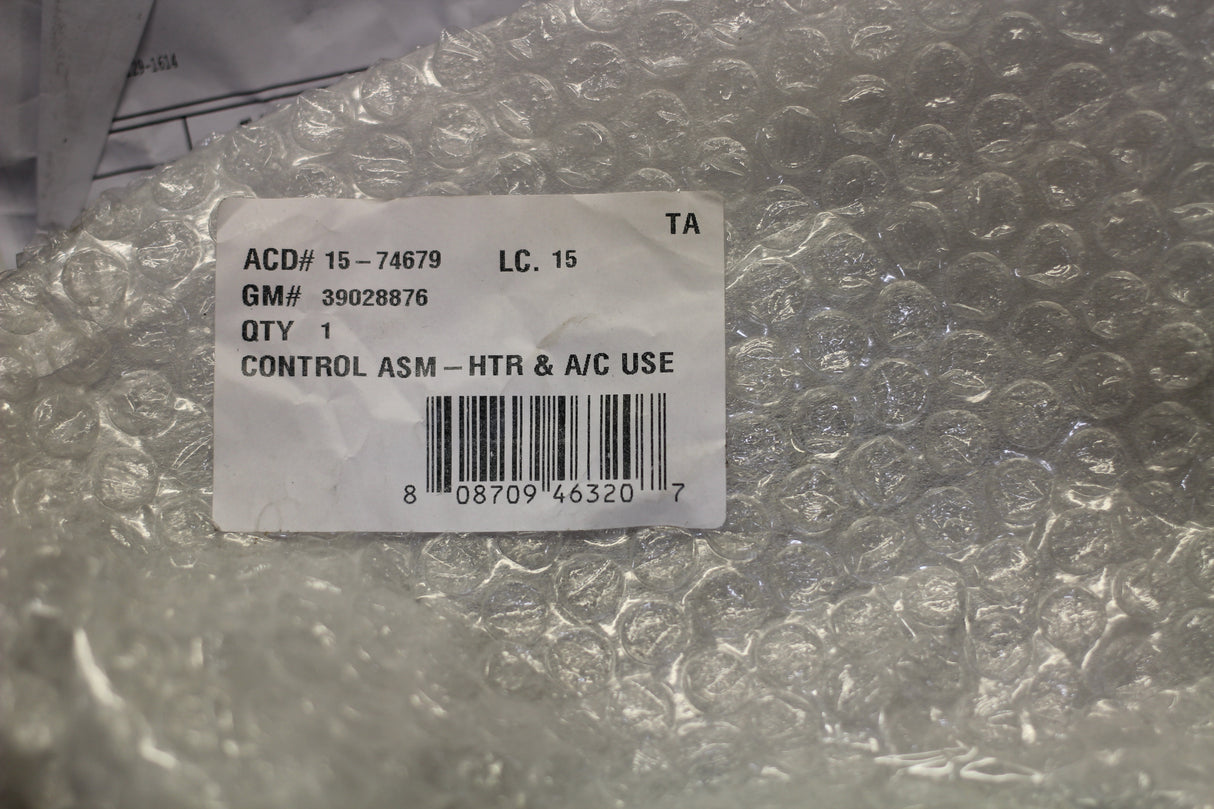 TA
ACD# 15-74679 LC. 15
GM# 39028876
QTY 1
CONTROL ASM-HTR & A/C USE
8 08709 46320 7